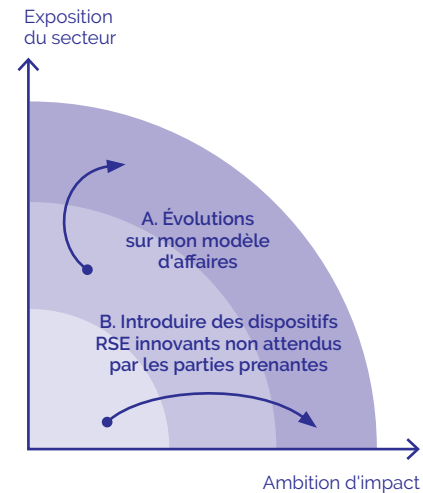 Exposition
du secteur
A. Évolutions
sur mon modèle
d'affaires
B. Introduire des dispositifs
RSE innovants non attendus
par les parties prenantes
Ambition d'impact